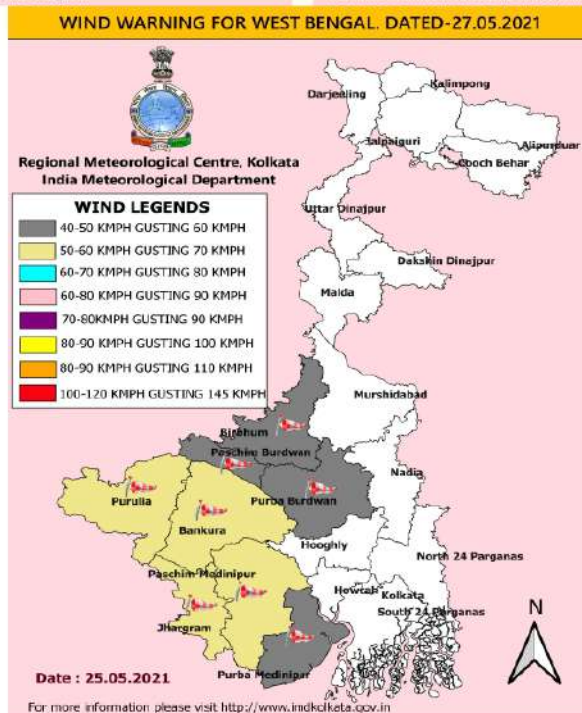 WIND WARNING FOR WEST BENGAL. DATED-27.05.2021
Regional Meteorological Centre, Kolkata
India Meteorological Department
WIND LEGENDS
40-50 KMPH GUSTING 60 KMPH
50-60 KMPH GUSTING 70 KMPH
60-70 KMPH GUSTING 80 KMPH
60-80 KMPH GUSTING 90 KMPH
70-80KMPH GUSTING 90 KMPH
80-90 KMPH GUSTING 100 KMPH
80-90 KMPH GUSTING 110 KMPH
100-120 KMPH GUSTING 145 KMPH
Kalimpong
Darjeeling
Jalpaiguri
Alipurduar
Cooch Behar
Uttar Dinajpur
Dakshin Dinajpur
Malda
Murshidabad
Birbhum
Paschim Burdwan
Nadia
Purulia
Purba Burdwan
Bankura
Hooghly
North 24 Parganas
Paschim Medinipur
Howrah
Kolkata
South 24 Parganas
Jhargram
N
Purba Medinipur
Date : 25.05.2021
For more information please visit http://www.imdkolkata.gov.in